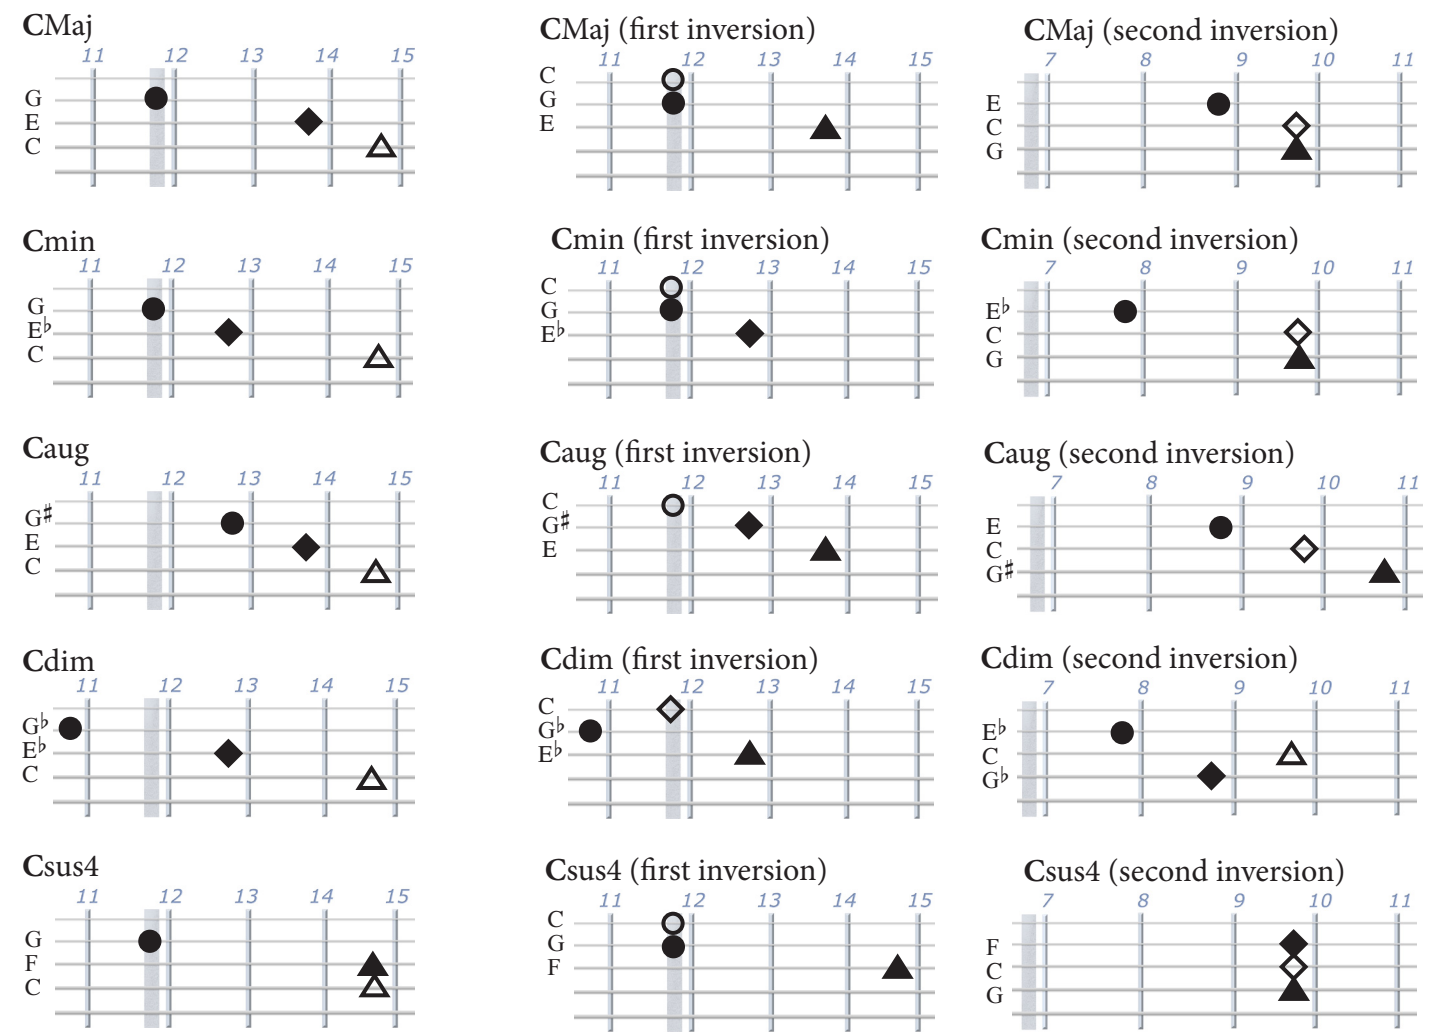 CMaj
11 12 13 14 15
G
E
C
CMaj (first inversion)
11 12 13 14 15
C
G
E
CMaj (second inversion)
7 8 9 10 11
E
C
G
Cmin
11 12 13 14 15
G
E♭
C
Cmin (first inversion)
11 12 13 14 15
C
G
E♭
Cmin (second inversion)
7 8 9 10 11
E♭
C
G
Caug
11 12 13 14 15
G♯
E
C
Caug (first inversion)
11 12 13 14 15
C
G♯
E
Caug (second inversion)
7 8 9 10 11
E
C
G♯
Cdim
11 12 13 14 15
G♭
E♭
C
Cdim (first inversion)
11 12 13 14 15
C
G♭
E♭
Cdim (second inversion)
7 8 9 10 11
E♭
C
G♭
Csus4
11 12 13 14 15
G
F
C
Csus4 (first inversion)
11 12 13 14 15
C
G
F
Csus4 (second inversion)
7 8 9 10 11
F
C
G